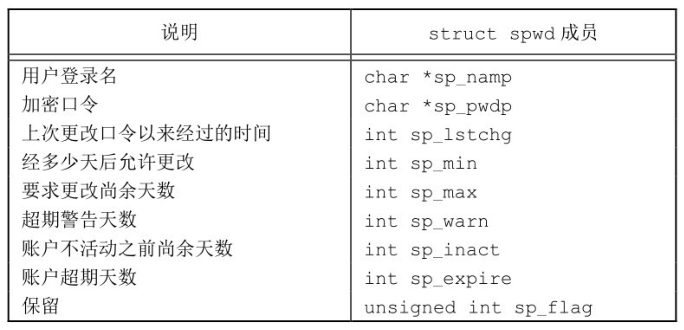 说明 struct spwd 成员
用户登录名 char *sp_namp
加密口令 char *sp_pwdp
上次更改口令以来经过的时间 int sp_lstchg
经多少天后允许更改 int sp_min
要求更改尚余天数 int sp_max
超期警告天数 int sp_warn
账户不活动之前尚余天数 int sp_inact
账户超期天数 int sp_expire
保留 unsigned int sp_flag